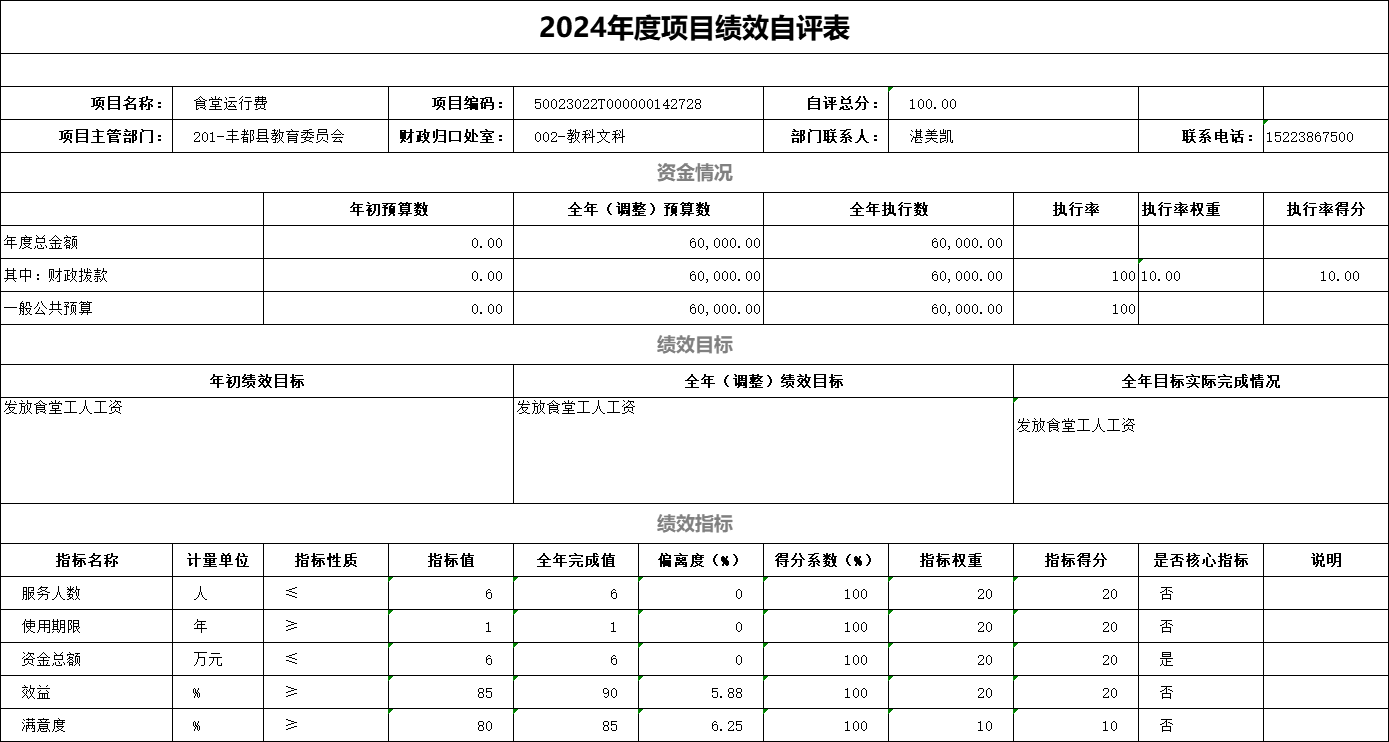 2024年度项目绩效自评表
项目名称： 食堂运行费 项目编码： 50023022T000000142728 自评总分： 100.00
项目主管部门： 201-丰都县教育委员会 财政归口处室： 002-教科文科 部门联系人： 湛美凯 联系电话： 15223867500
资金情况
年初预算数 全年（调整）预算数 全年执行数 执行率 执行率权重 执行率得分
年度总金额 0.00 60,000.00 60,000.00
其中：财政拨款 0.00 60,000.00 60,000.00 100 10.00 10.00
一般公共预算 0.00 60,000.00 60,000.00 100
绩效目标
年初绩效目标 全年（调整）绩效目标 全年目标实际完成情况
发放食堂工人工资 发放食堂工人工资 发放食堂工人工资
绩效指标
指标名称 计量单位 指标性质 指标值 全年完成值 偏离度（%） 得分系数（%） 指标权重 指标得分 是否核心指标 说明
服务人数 人 ≤ 6 6 0 100 20 20 否
使用期限 年 ≥ 1 1 0 100 20 20 否
资金总额 万元 ≤ 6 6 0 100 20 20 是
效益 % ≥ 85 90 5.88 100 20 20 否
满意度 % ≥ 80 85 6.25 100 10 10 否